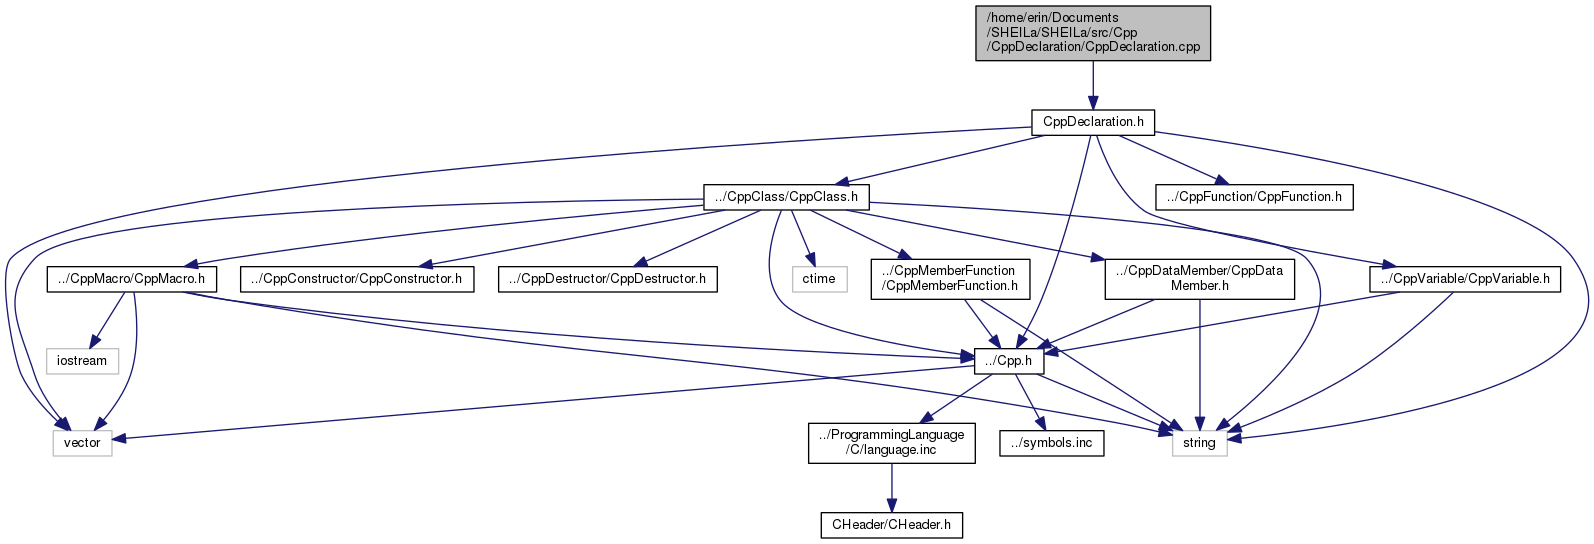 /home/erin/Documents
/SHEILa/SHEILa/src/Cpp
/CppDeclaration/CppDeclaration.cpp
CppDeclaration.h
../CppClass/CppClass.h
../CppFunction/CppFunction.h
../CppMacro/CppMacro.h
../CppConstructor/CppConstructor.h
../CppDestructor/CppDestructor.h
ctime
../CppMemberFunction
/CppMemberFunction.h
../CppDataMember/CppData
Member.h
../CppVariable/CppVariable.h
iostream
../Cpp.h
vector
../ProgrammingLanguage
/C/language.inc
../symbols.inc
string
CHeader/CHeader.h